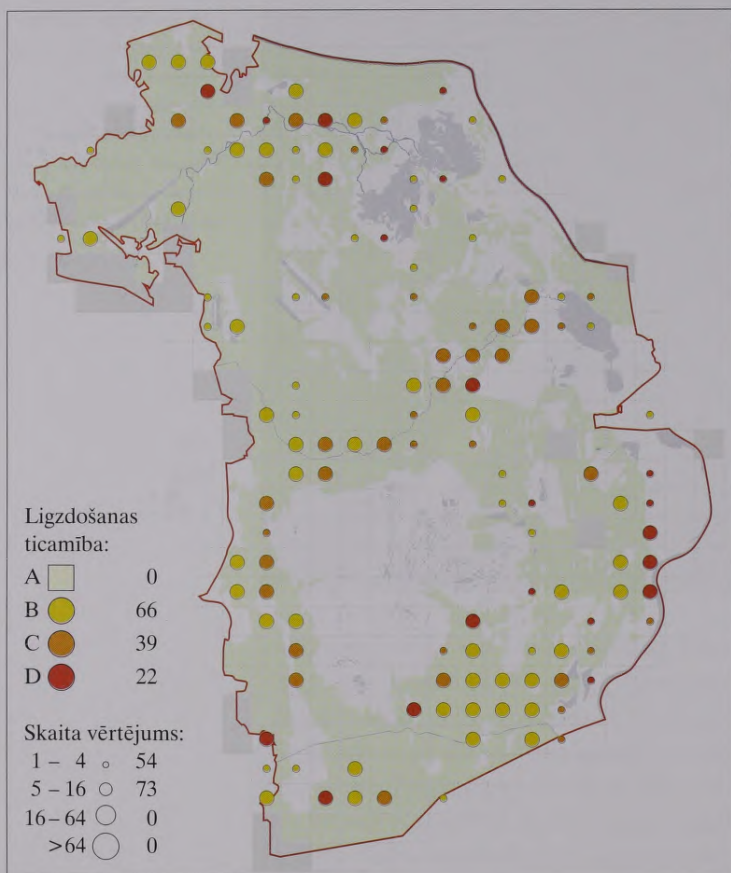 Ligzdošanas
ticamība:
A 0
B 66
C 39
D 22
Skaita vērtējums:
1 – 4 54
5 – 16 73
16 – 64 0
>64 0